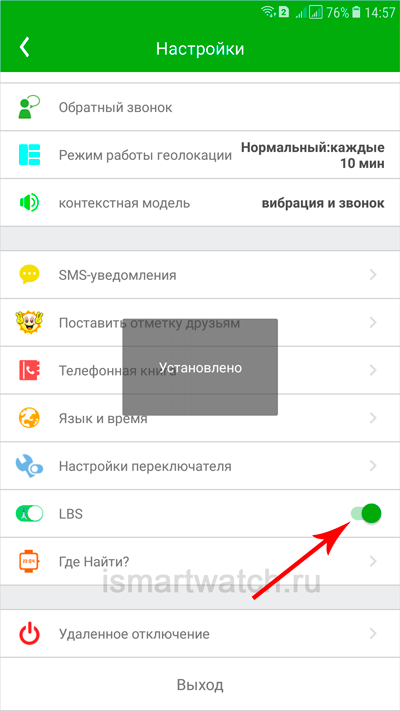 2 76% 14:57
Настройки
Обратный звонок
Режим работы геолокации Нормальный:каждые
10 мин
контекстная модель вибрация и звонок
SMS-уведомления
Поставить отметку друзьям
Телефонная книга
Установлено
Язык и время
Настройки переключателя
LBS
Где Найти?
ismartwatch.ru
Удаленное отключение
Выход